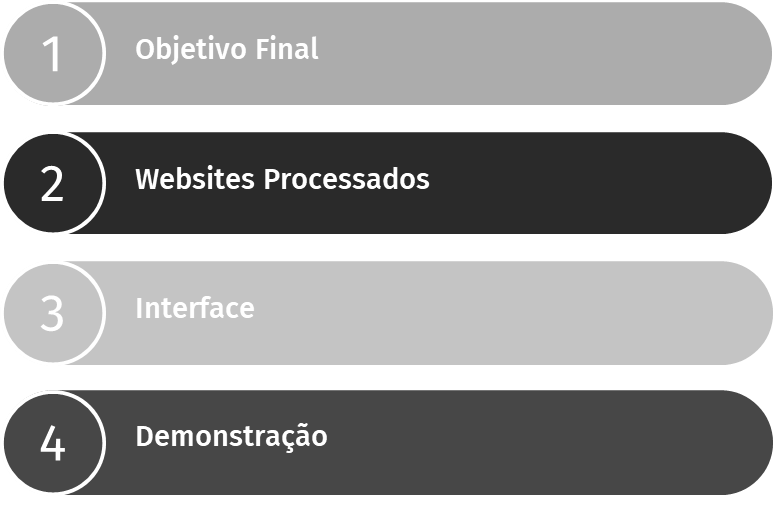 1 Objetivo Final
2 Websites Processados
3 Interface
4 Demonstração